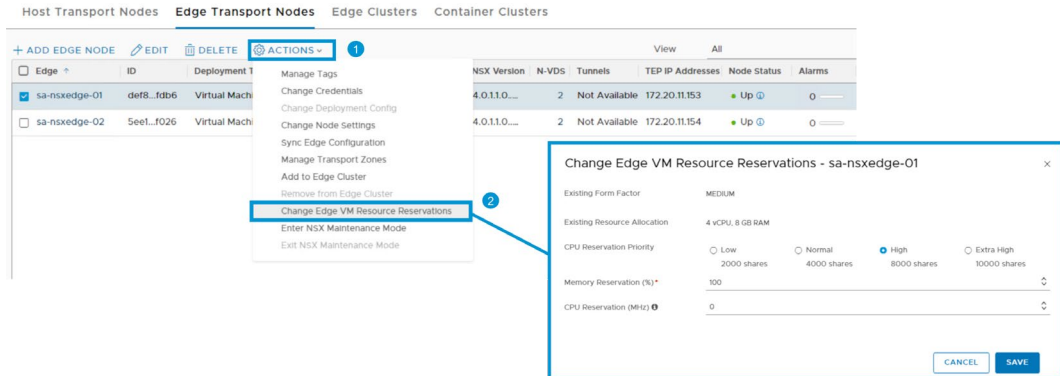 Host Transport Nodes Edge Transport Nodes Edge Clusters Container Clusters
+ ADD EDGE NODE EDIT DELETE ACTIONS 1 View All
Edge ID Deployment T NSX Version N-VDS Tunnels TEP IP Addresses Node Status Alarms
sa-nsxedge-01 def8...fdb6 Virtual Machi 4.0.1.1.0..... 2 Not Available 172.20.11.153 Up 0
sa-nsxedge-02 5ee1...f026 Virtual Machi 4.0.1.1.0..... 2 Not Available 172.20.11.154 Up 0
Manage Tags
Change Credentials
Change Deployment Config
Change Node Settings
Sync Edge Configuration
Manage Transport Zones
Add to Edge Cluster
Remove from Edge Cluster
Change Edge VM Resource Reservations 2
Enter NSX Maintenance Mode
Exit NSX Maintenance Mode
Change Edge VM Resource Reservations - sa-nsxedge-01 ×
Existing Form Factor MEDIUM
Existing Resource Allocation 4 vCPU, 8 GB RAM
CPU Reservation Priority Low Normal High Extra High
2000 shares 4000 shares 8000 shares 10000 shares
Memory Reservation (%)* 100
CPU Reservation (MHz) 0
CANCEL SAVE